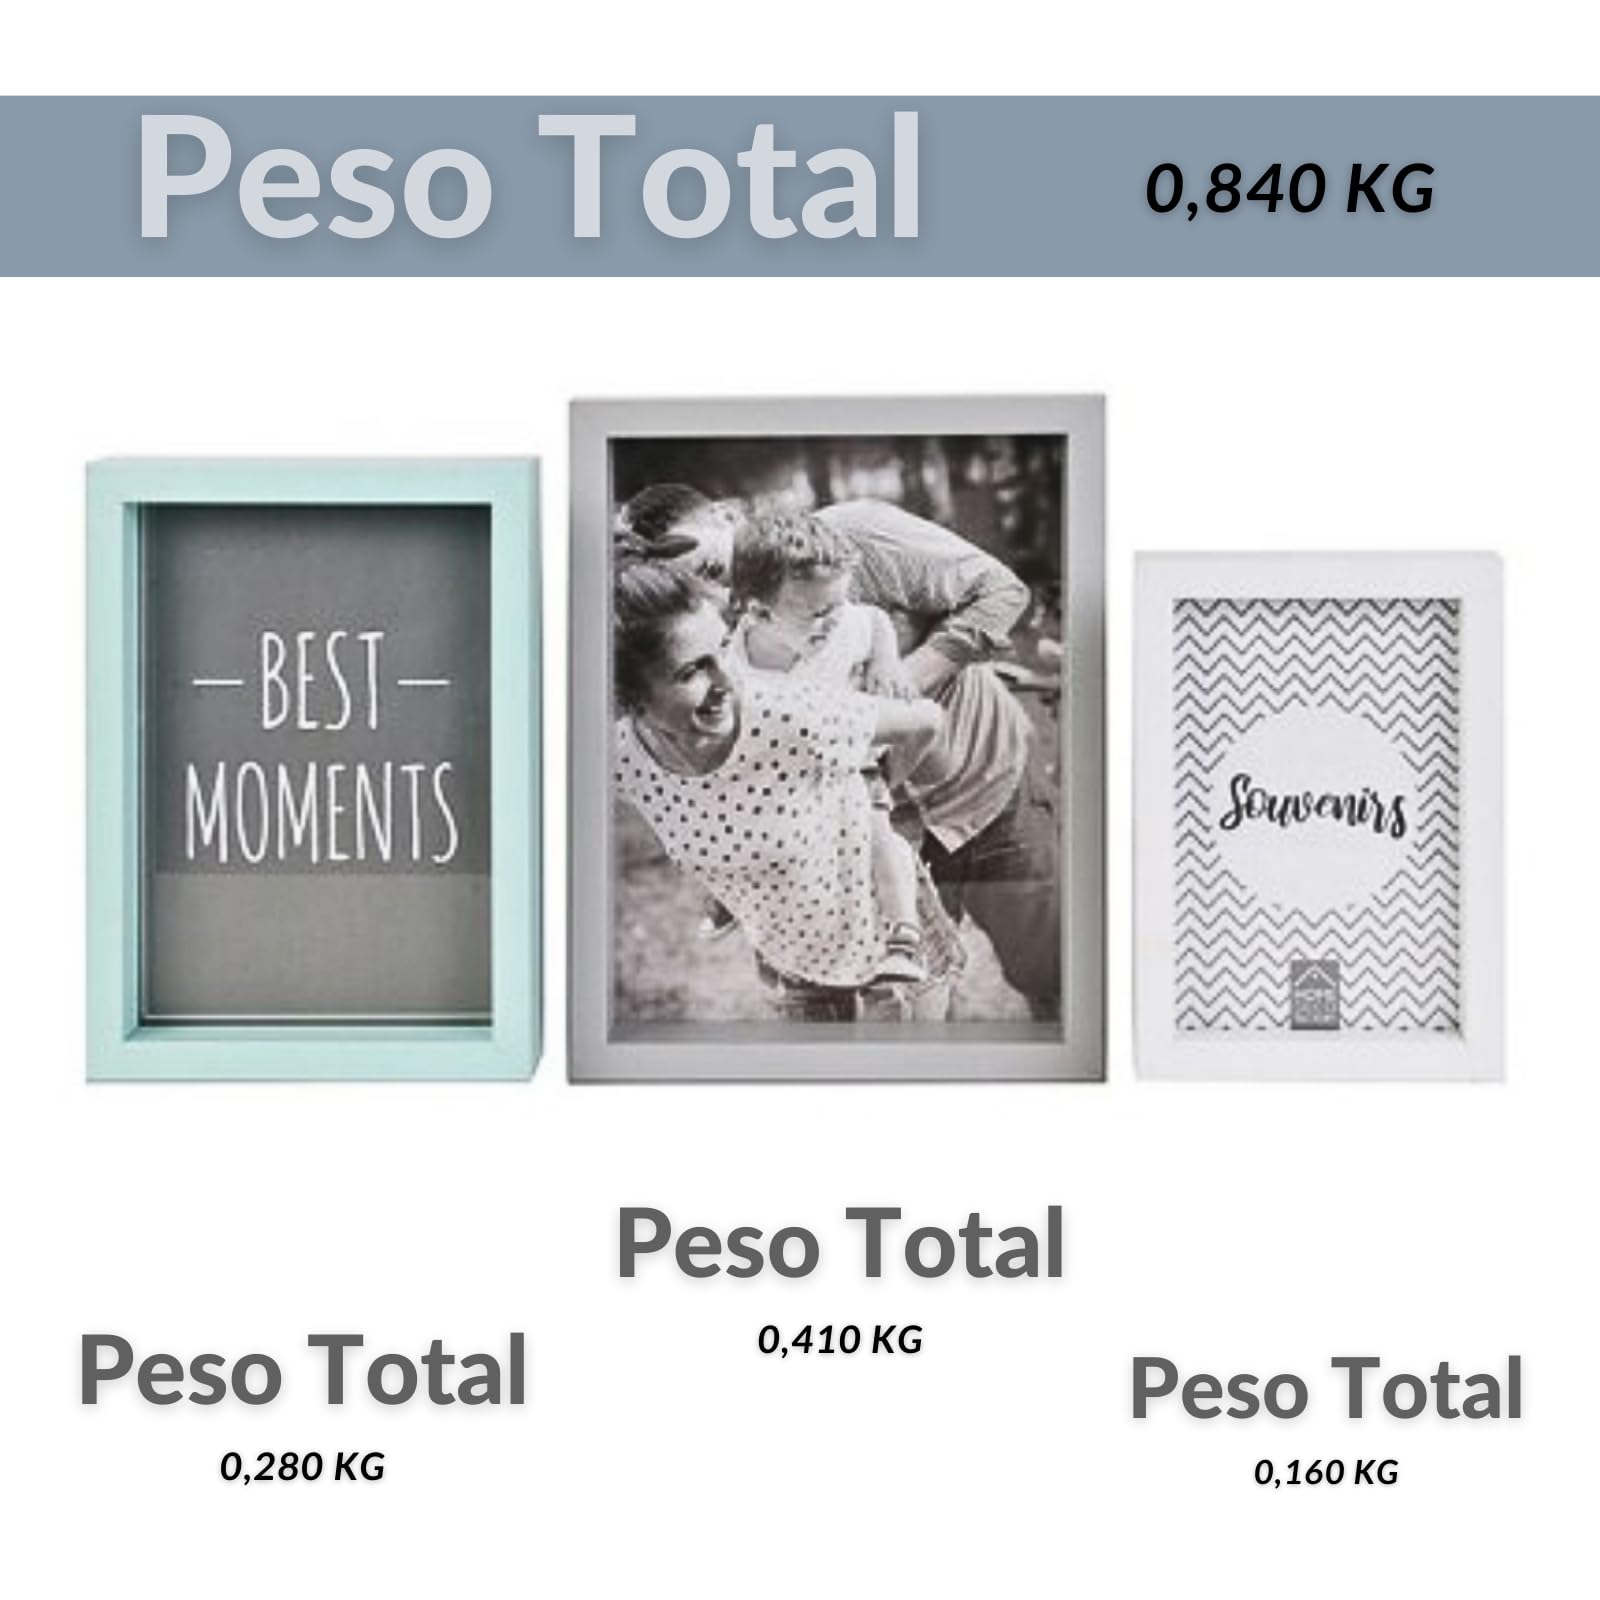 Peso Total
0,840 KG
— BEST —
MOMENTS
Souvenirs
Peso Total
0,410 KG
Peso Total
0,280 KG
Peso Total
0,160 KG